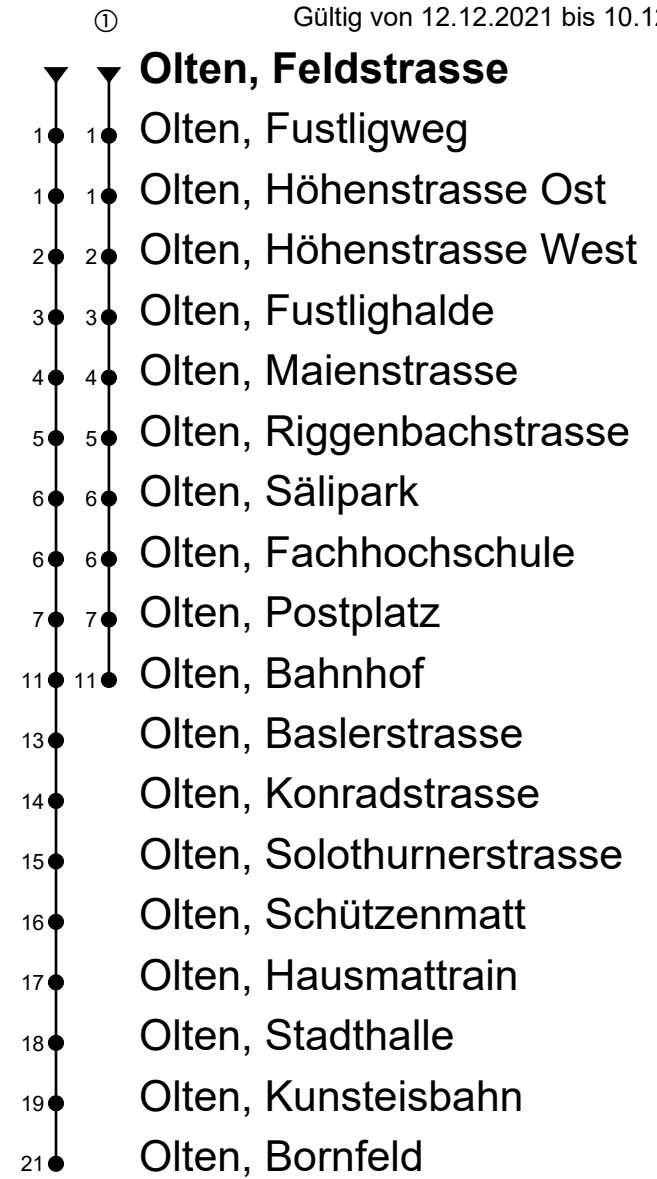 ① Gültig von 12.12.2021 bis 10.12
Olten, Feldstrasse
1 1 Olten, Fustligweg
1 1 Olten, Höhenstrasse Ost
2 2 Olten, Höhenstrasse West
3 3 Olten, Fustlighalde
4 4 Olten, Maienstrasse
5 5 Olten, Riggenbachstrasse
6 6 Olten, Sälipark
6 6 Olten, Fachhochschule
7 7 Olten, Postplatz
11 11 Olten, Bahnhof
13 Olten, Baslerstrasse
14 Olten, Konradstrasse
15 Olten, Solothurnerstrasse
16 Olten, Schützenmatt
17 Olten, Hausmattrain
18 Olten, Stadthalle
19 Olten, Kunsteisbahn
21 Olten, Bornfeld